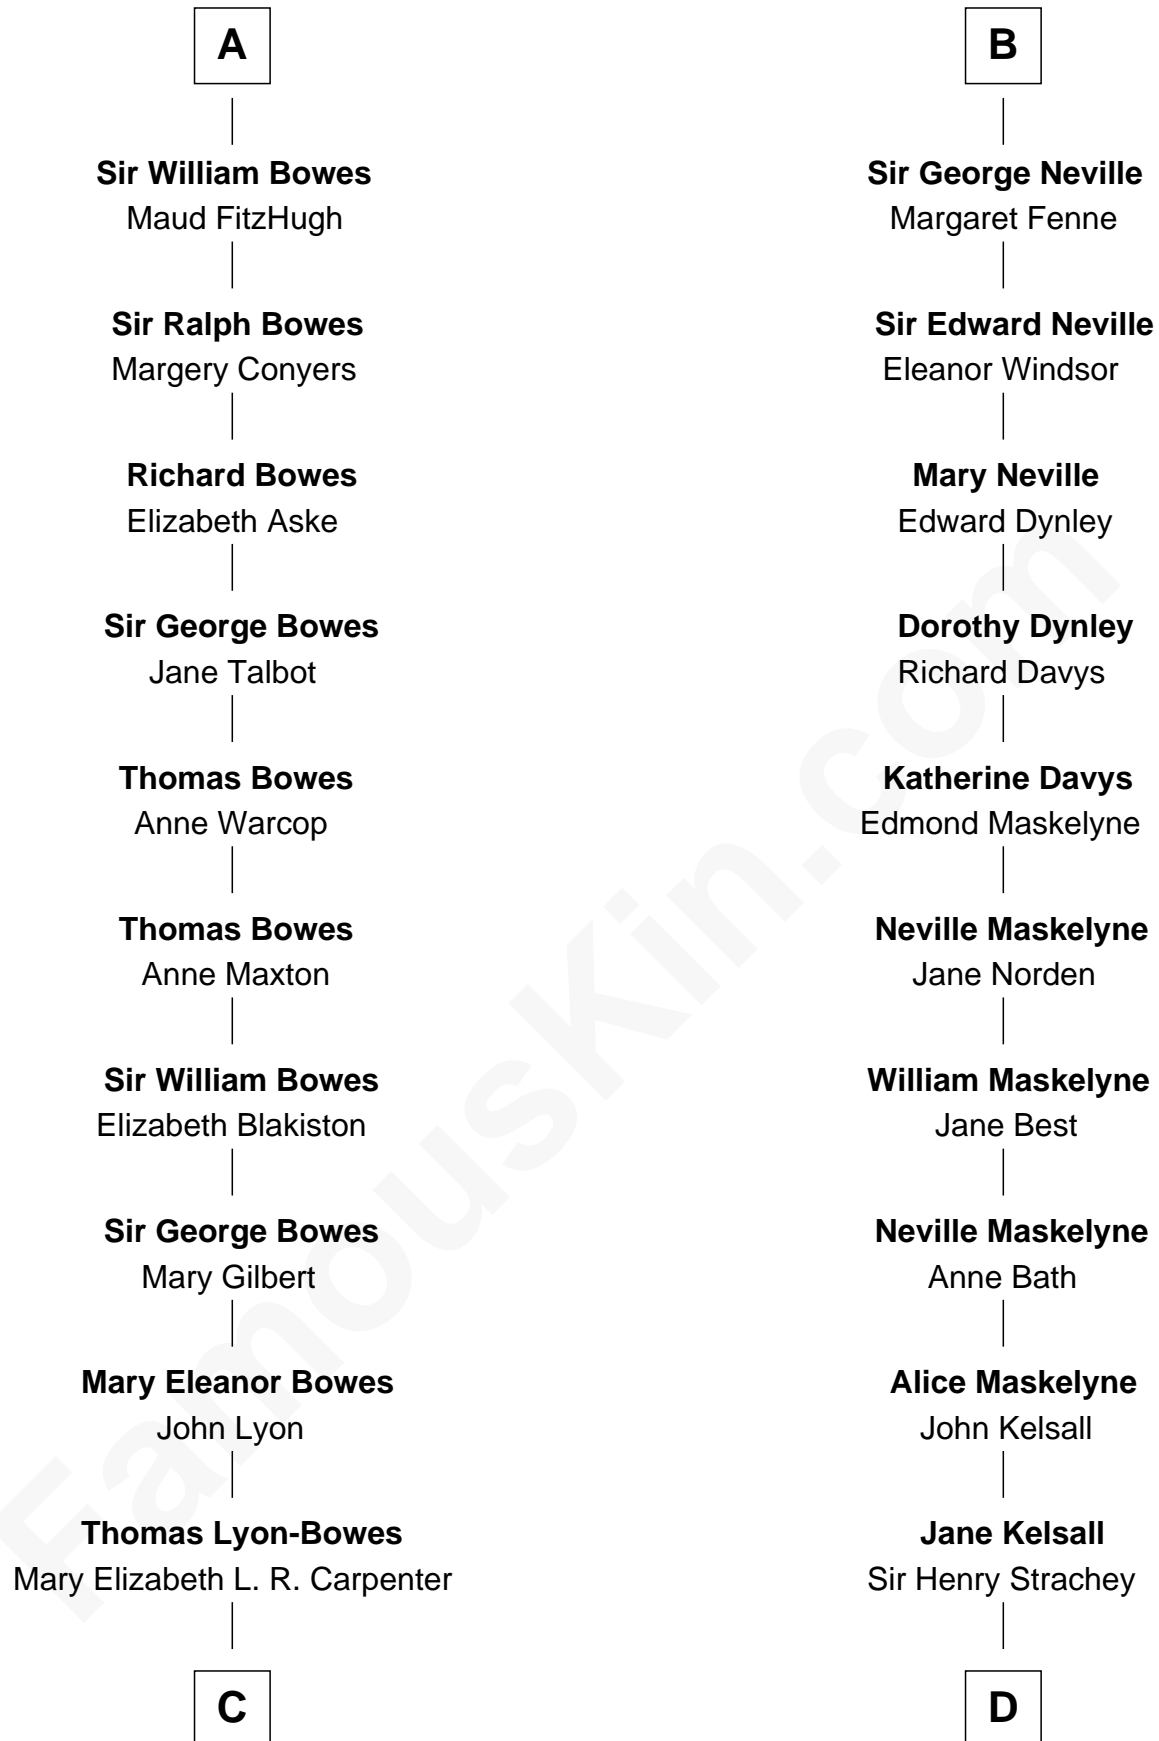 A
Sir William Bowes
Maud FitzHugh
Sir Ralph Bowes
Margery Conyers
Richard Bowes
Elizabeth Aske
Sir George Bowes
Jane Talbot
Thomas Bowes
Anne Warcop
Thomas Bowes
Anne Maxton
Sir William Bowes
Elizabeth Blakiston
Sir George Bowes
Mary Gilbert
Mary Eleanor Bowes
John Lyon
Thomas Lyon-Bowes
Mary Elizabeth L. R. Carpenter
C
B
Sir George Neville
Margaret Fenne
Sir Edward Neville
Eleanor Windsor
Mary Neville
Edward Dynley
Dorothy Dynley
Richard Davys
Katherine Davys
Edmond Maskelyne
Neville Maskelyne
Jane Norden
William Maskelyne
Jane Best
Neville Maskelyne
Anne Bath
Alice Maskelyne
John Kelsall
Jane Kelsall
Sir Henry Strachey
D
FamousKin.com